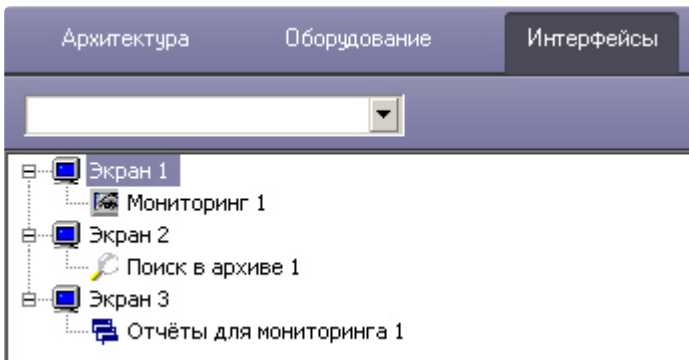 Архитектура Оборудование Интерфейсы
Экран 1
Мониторинг 1
Экран 2
Поиск в архиве 1
Экран 3
Отчёты для мониторинга 1